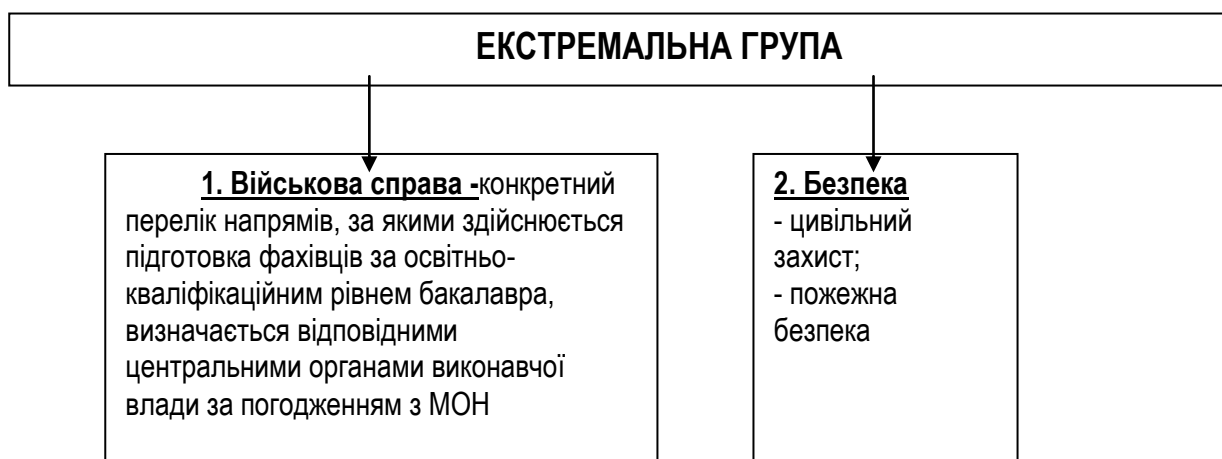 ЕКСТРЕМАЛЬНА ГРУПА
1. Військова справа -конкретний
перелік напрямів, за якими здійснюється
підготовка фахівців за освітньо-
кваліфікаційним рівнем бакалавра,
визначається відповідними
центральними органами виконавчої
влади за погодженням з МОН
2. Безпека
- цивільний
захист;
- пожежна
безпека